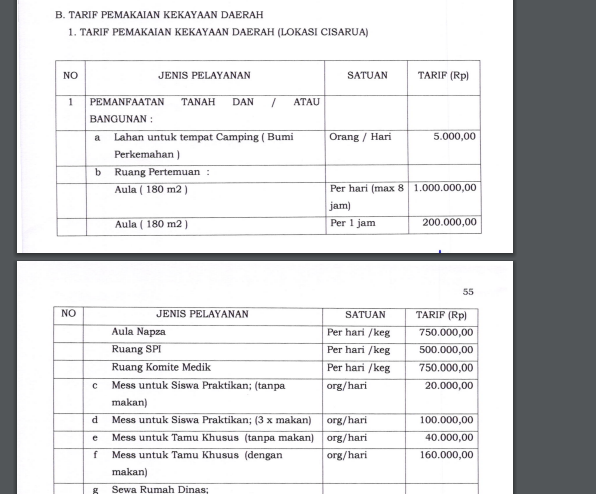 B. TARIF PEMAKAIAN KEKAYAAN DAERAH
1. TARIF PEMAKAIAN KEKAYAAN DAERAH (LOKASI CISARUA)
NO JENIS PELAYANAN SATUAN TARIF (Rp)
1 PEMANFAATAN TANAH DAN / ATAU
BANGUNAN :
a Lahan untuk tempat Camping ( Bumi Orang / Hari 5.000,00
Perkemahan )
b Ruang Pertemuan :
Aula ( 180 m2 ) Per hari (max 8 1.000.000,00
jam)
Aula ( 180 m2 ) Per 1 jam 200.000,00
55
NO JENIS PELAYANAN SATUAN TARIF (Rp)
Aula Napza Per hari /keg 750.000,00
Ruang SPI Per hari /keg 500.000,00
Ruang Komite Medik Per hari /keg 750.000,00
c Mess untuk Siswa Praktikan; (tanpa org/hari 20.000,00
makan)
d Mess untuk Siswa Praktikan; (3 x makan) org/hari 100.000,00
e Mess untuk Tamu Khusus (tanpa makan) org/hari 40.000,00
f Mess untuk Tamu Khusus (dengan org/hari 160.000,00
makan)
g Sewa Rumah Dinas;